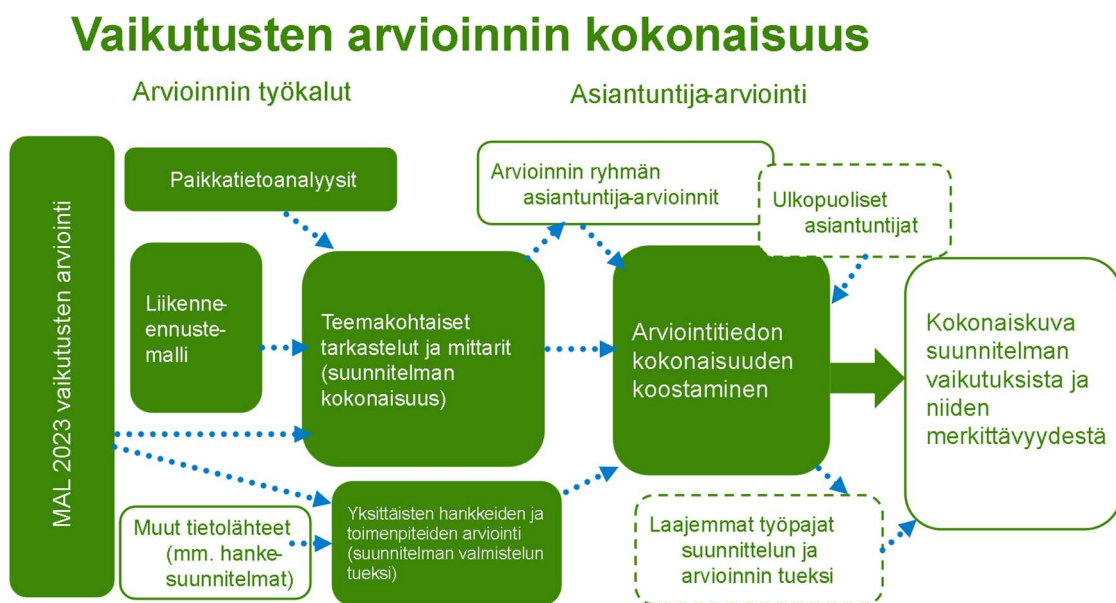 Vaikutusten arvioinnin kokonaisuus
Arvioinnin työkalut
Asiantuntija-arviointi
MAL 2023 vaikutusten arviointi
Paikkatietoanalyysit
Liikenne-
ennuste-
malli
Muut tietolähteet
(mm. hanke-
suunnitelmat)
Teemakohtaiset
tarkastelut ja mittarit
(suunnitelman
kokonaisuus)
Yksittäisten hankkeiden ja
toimenpiteiden arviointi
(suunnitelman valmistelun
tueksi)
Arvioinnin ryhmän
asiantuntija-arvioinnit
Ulkopuoliset
asiantuntijat
Arviointitiedon
kokonaisuuden
koostaminen
Laajemmat työpajat
suunnittelun ja
arvioinnin tueksi
Kokonaiskuva
suunnitelman
vaikutuksista ja
niiden
merkittävyydestä